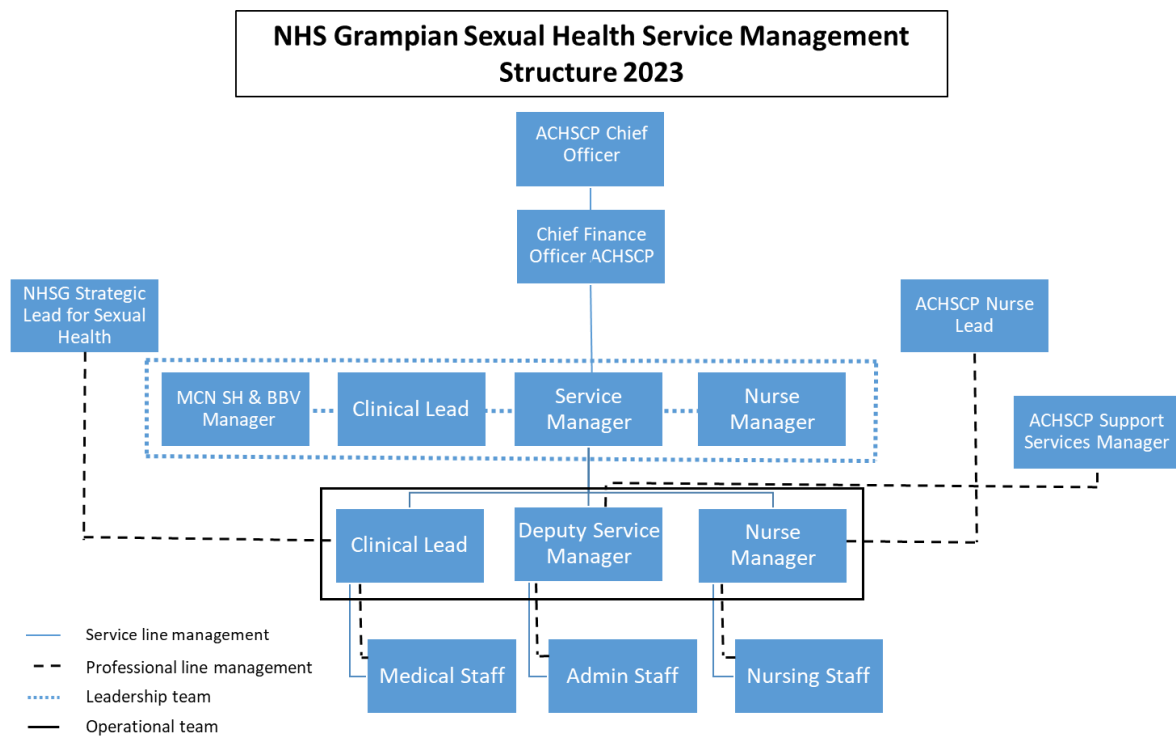 NHS Grampian Sexual Health Service Management
Structure 2023
ACHSCP Chief
Officer
Chief Finance
Officer ACHSCP
NHSG Strategic
Lead for Sexual
Health
ACHSCP Nurse
Lead
MCN SH & BBV
Manager
Clinical Lead
Service
Manager
Nurse
Manager
ACHSCP Support
Services Manager
Clinical Lead
Deputy Service
Manager
Nurse
Manager
Medical Staff
Admin Staff
Nursing Staff
Service line management
Professional line management
Leadership team
Operational team